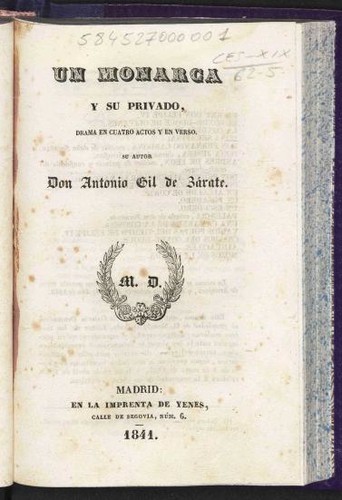 584527000001
CES-XIX
62-5
UN MONARCA
Y SU PRIVADO,
DRAMA EN CUATRO ACTOS Y EN VERSO.
SU AUTOR
Don Antonio Gil de Zárate.
M. D.
MADRID:
EN LA IMPRENTA DE YENES,
CALLE DE SEGOVIA, NÚM. 6.
1841.